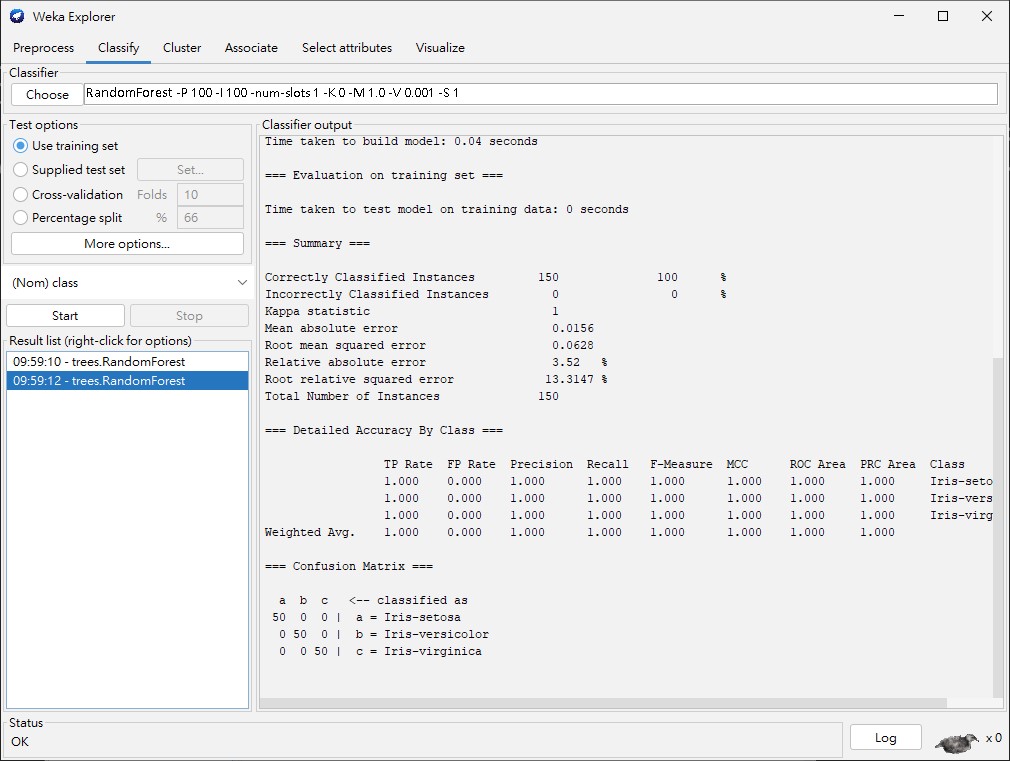 Weka Explorer
Preprocess Classify Cluster Associate Select attributes Visualize
Classifier
Choose RandomForest -P 100 -I 100 -num-slots 1 -K 0 -M 1.0 -V 0.001 -S 1
Test options
Use training set
Supplied test set Set...
Cross-validation Folds 10
Percentage split % 66
More options...
(Nom) class
Start Stop
Result list (right-click for options)
09:59:10 - trees.RandomForest
09:59:12 - trees.RandomForest
Classifier output
Time taken to build model: 0.04 seconds
=== Evaluation on training set ===
Time taken to test model on training data: 0 seconds
=== Summary ===
Correctly Classified Instances 150 100 %
Incorrectly Classified Instances 0 0 %
Kappa statistic 1
Mean absolute error 0.0156
Root mean squared error 0.0628
Relative absolute error 3.52 %
Root relative squared error 13.3147 %
Total Number of Instances 150
=== Detailed Accuracy By Class ===
TP Rate FP Rate Precision Recall F-Measure MCC ROC Area PRC Area Class
1.000 0.000 1.000 1.000 1.000 1.000 1.000 1.000 Iris-seto
1.000 0.000 1.000 1.000 1.000 1.000 1.000 1.000 Iris-vers
1.000 0.000 1.000 1.000 1.000 1.000 1.000 1.000 Iris-virg
Weighted Avg. 1.000 0.000 1.000 1.000 1.000 1.000 1.000 1.000
=== Confusion Matrix ===
a b c <-- classified as
50 0 0 | a = Iris-setosa
0 50 0 | b = Iris-versicolor
0 0 50 | c = Iris-virginica
Status
OK
Log x 0